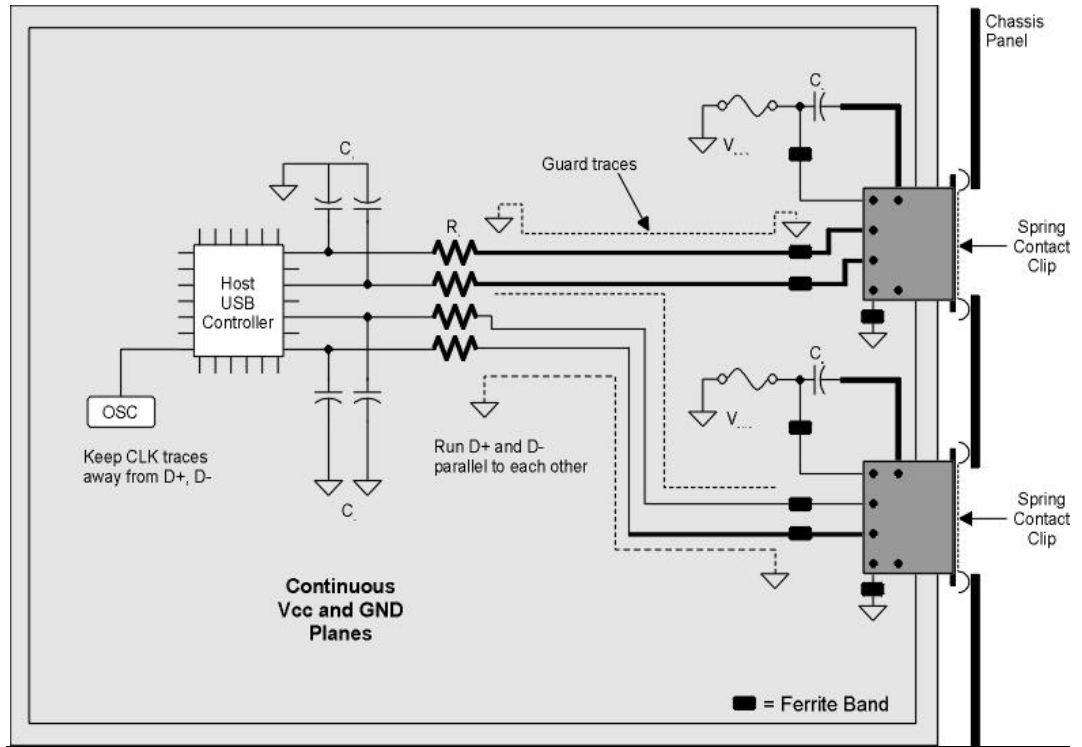 Chassis
Panel
C.
V....
Guard traces
C.
R.
Host
USB
Controller
Spring
Contact
Clip
OSC
Keep CLK traces
away from D+, D-
Run D+ and D-
parallel to each other
C.
V....
C.
Spring
Contact
Clip
Continuous
Vcc and GND
Planes
= Ferrite Band